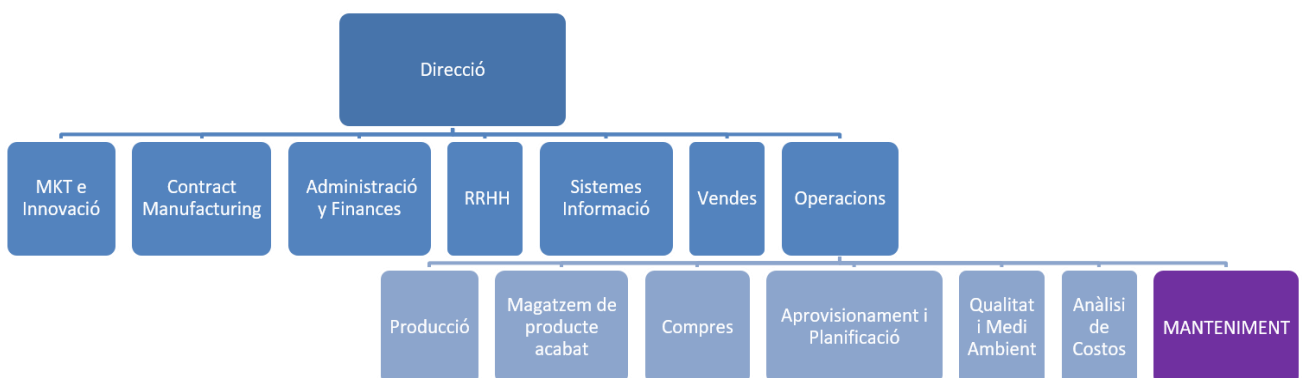 Direcció
MKT e
Innovació
Contract
Manufacturing
Administració
y Finances
RRHH
Sistemes
Informació
Vendes
Operacions
Producció
Magatzem de
producte
acabat
Compres
Aprovisionament i
Planificació
Qualitat
i Medi
Ambient
Anàlisi
de
Costos
MANTENIMENT